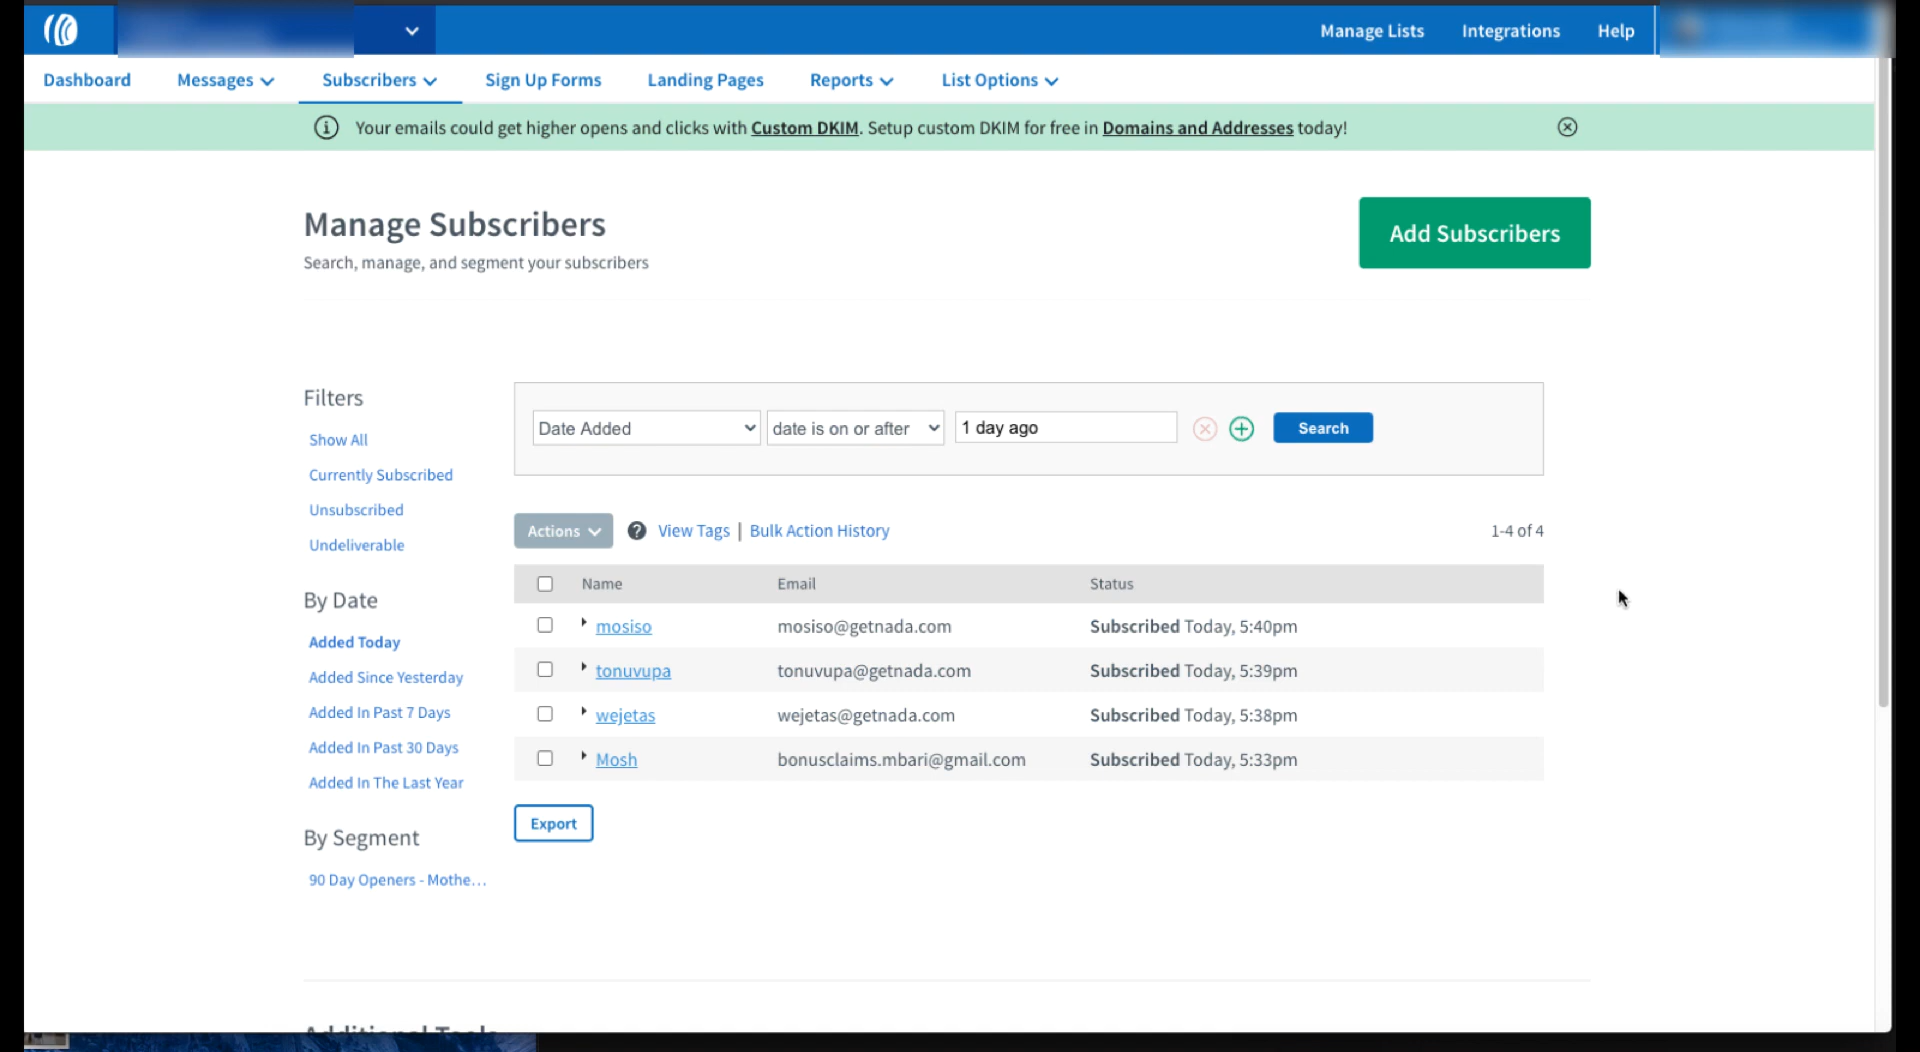 Manage Lists Integrations Help
Dashboard Messages Subscribers Sign Up Forms Landing Pages Reports List Options
Your emails could get higher opens and clicks with Custom DKIM. Setup custom DKIM for free in Domains and Addresses today!
Manage Subscribers
Add Subscribers
Search, manage, and segment your subscribers
Filters
Show All
Currently Subscribed
Unsubscribed
Undeliverable
By Date
Added Today
Added Since Yesterday
Added In Past 7 Days
Added In Past 30 Days
Added In The Last Year
By Segment
90 Day Openers - Mothe...
Date Added date is on or after 1 day ago Search
Actions ? View Tags | Bulk Action History 1-4 of 4
Name Email Status
mosiso mosiso@getnada.com Subscribed Today, 5:40pm
tonuvupa tonuvupa@getnada.com Subscribed Today, 5:39pm
wejetas wejetas@getnada.com Subscribed Today, 5:38pm
Mosh bonusclaims.mbari@gmail.com Subscribed Today, 5:33pm
Export
Additional Tools